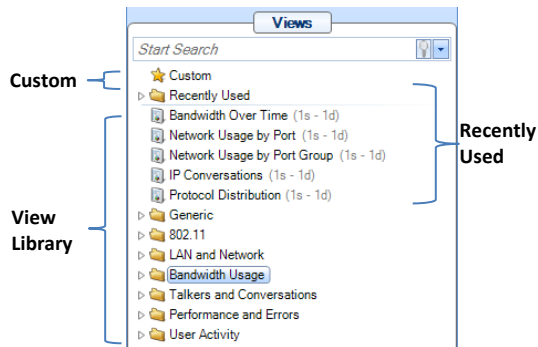 Views
Start Search
Custom
Custom
Recently Used
Bandwidth Over Time (1s - 1d)
Network Usage by Port (1s - 1d)
Network Usage by Port Group (1s - 1d)
IP Conversations (1s - 1d)
Protocol Distribution (1s - 1d)
Recently
Used
View
Library
Generic
802.11
LAN and Network
Bandwidth Usage
Talkers and Conversations
Performance and Errors
User Activity